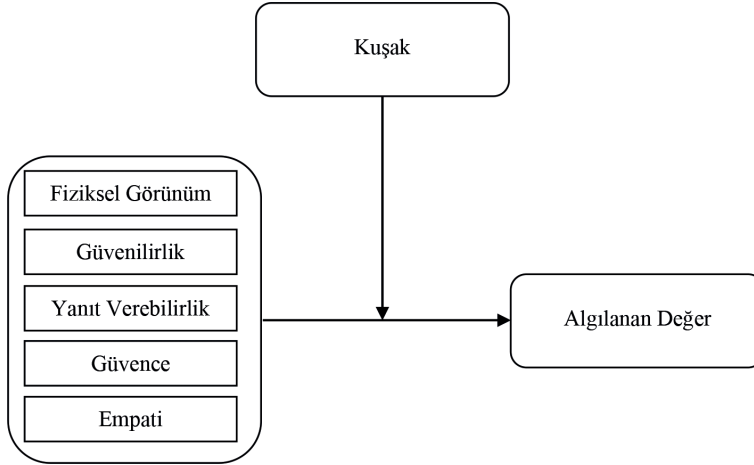 Kuşak
Fiziksel Görünüm
Güvenilirlik
Yanıt Verebilirlik
Güvence
Empati
Algılanan Değer